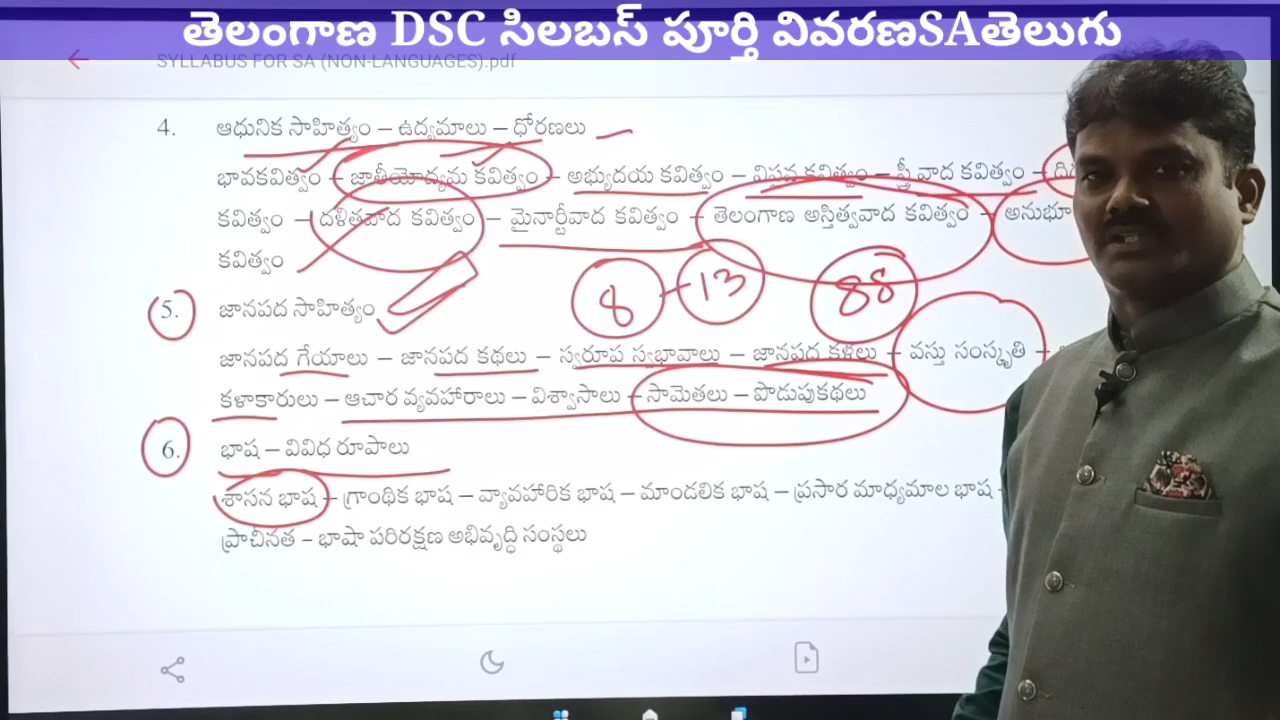 తెలంగాణ DSC సిలబస్ పూర్తి వివరణSAతెలుగు
SYLLABUS FOR SA (NON-LANGUAGES).pdf
4. ఆధునిక సాహిత్యం – ఉద్యమాలు – ధోరణలు
భావకవిత్వం – జాతీయోద్యమ కవిత్వం – అభ్యుదయ కవిత్వం – విప్లవ కవిత్వం – స్త్రీ వాద కవిత్వం –
కవిత్వం – దళితవాద కవిత్వం – మైనార్టీవాద కవిత్వం – తెలంగాణ అస్తిత్వవాద కవిత్వం – అనుభూ
కవిత్వం
8 – 13 88
5. జానపద సాహిత్యం
జానపద గేయాలు – జానపద కథలు – స్వరూప స్వభావాలు – జానపద కళలు – వస్తు సంస్కృతి –
కళాకారులు – ఆచార వ్యవహారాలు – విశ్వాసాలు – సామెతలు – పొడుపుకథలు
6. భాష – వివిధ రూపాలు
శాసన భాష – గ్రాంథిక భాష – వ్యావహారిక భాష – మాండలిక భాష – ప్రసార మాధ్యమాల భాష -
ప్రాచీనత – భాషా పరిరక్షణ అభివృద్ధి సంస్థలు